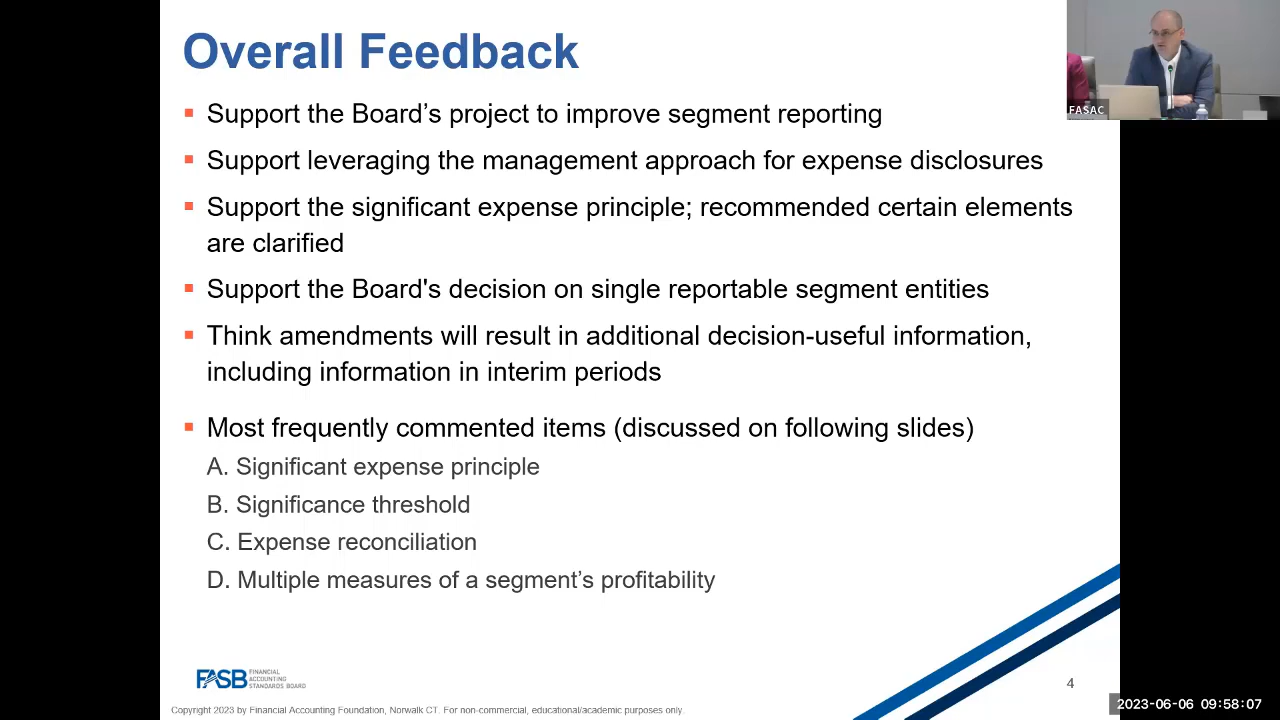 Overall Feedback
Support the Board’s project to improve segment reporting
Support leveraging the management approach for expense disclosures
Support the significant expense principle; recommended certain elements
are clarified
Support the Board's decision on single reportable segment entities
Think amendments will result in additional decision-useful information,
including information in interim periods
Most frequently commented items (discussed on following slides)
A. Significant expense principle
B. Significance threshold
C. Expense reconciliation
D. Multiple measures of a segment’s profitability
FASAC
FASB
FINANCIAL
ACCOUNTING
STANDARDS BOARD
4
Copyright 2023 by Financial Accounting Foundation, Norwalk CT. For non-commercial, educational/academic purposes only.
2023-06-06 09:58:07